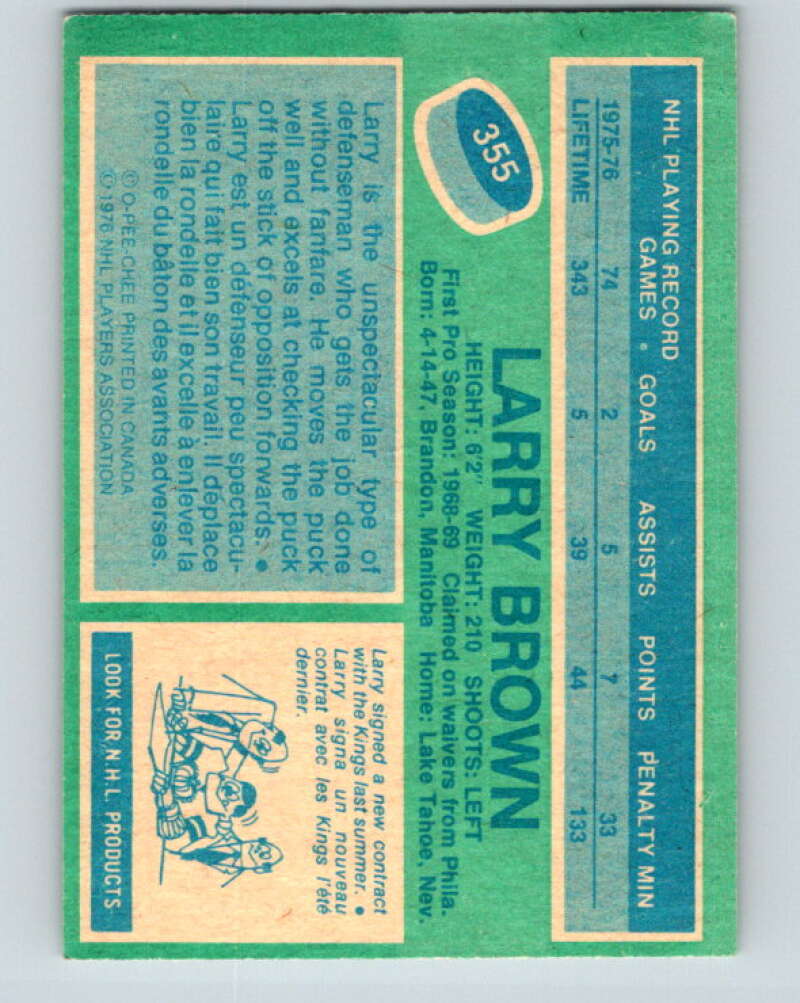 NHL PLAYING RECORD
GAMES GOALS ASSISTS POINTS PENALTY MIN
1975-76 74 2 5 7 33
LIFETIME 343 5 39 44 133
355
LARRY BROWN
HEIGHT: 6'2" WEIGHT: 210 SHOOTS: LEFT
First Pro Season: 1968-69 Claimed on waivers from Phila.
Born: 4-14-47, Brandon, Manitoba Home: Lake Tahoe, Nev.
Larry is the unspectacular type of
defenseman who gets the job done
without fanfare. He moves the puck
well and excels at checking the puck
off the stick of opposition forwards. •
Larry est un défenseur peu spectacu-
laire qui fait bien son travail. Il déplace
bien la rondelle et il excelle à enlever la
rondelle du bâton des avants adverses.
© O-PEE-CHEE PRINTED IN CANADA
© 1976 NHL PLAYERS ASSOCIATION
Larry signed a new contract
with the Kings last summer. •
Larry signa un nouveau
contrat avec les Kings l'été
dernier.
LOOK FOR N.H.L. PRODUCTS